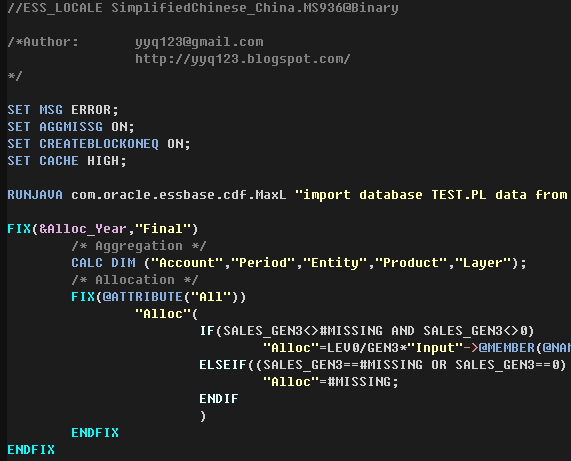 //ESS_LOCALE SimplifiedChinese_China.MS936@Binary
/*Author: yyq123@gmail.com
http://yyq123.blogspot.com/
*/
SET MSG ERROR;
SET AGGMISSG ON;
SET CREATEBLOCKONEQ ON;
SET CACHE HIGH;
RUNJAVA com.oracle.essbase.cdf.MaxL "import database TEST.PL data from
FIX(&Alloc_Year,"Final")
/* Aggregation */
CALC DIM ("Account","Period","Entity","Product","Layer");
/* Allocation */
FIX(@ATTRIBUTE("All"))
"Alloc"(
IF(SALES_GEN3<>#MISSING AND SALES_GEN3<>0)
"Alloc"=LEV0/GEN3*"Input"->@MEMBER(@NAM
ELSEIF((SALES_GEN3==#MISSING OR SALES_GEN3==0)
"Alloc"=#MISSING;
ENDIF
)
ENDFIX
ENDFIX